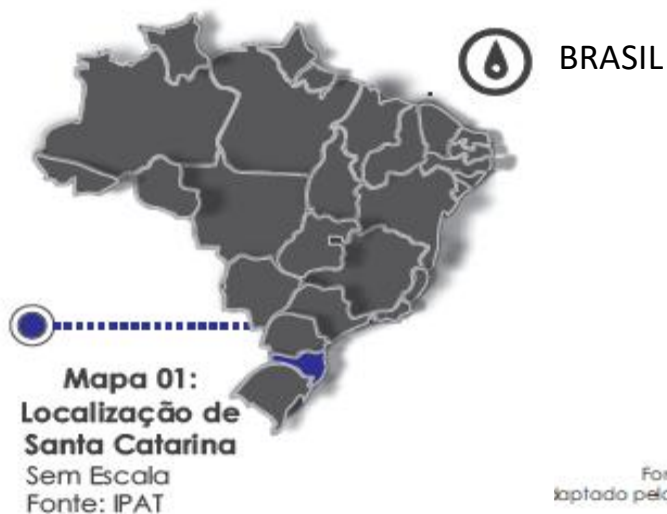 BRASIL
Mapa 01:
Localização de
Santa Catarina
Sem Escala
Fonte: IPAT